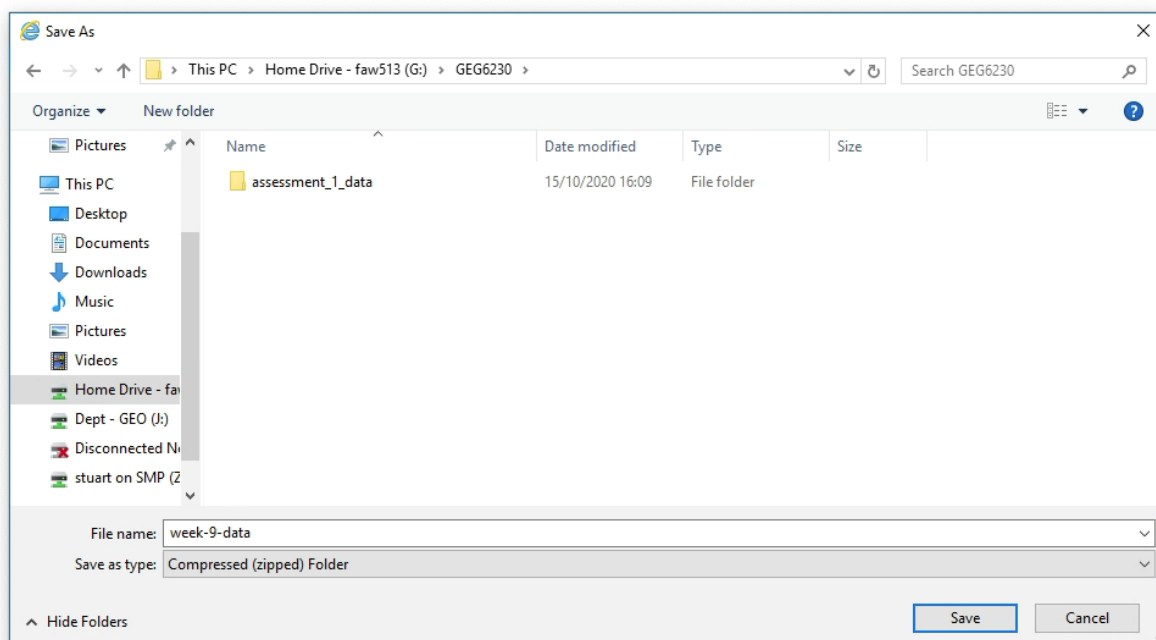 Save As
This PC > Home Drive - faw513 (G:) > GEG6230 >
Search GEG6230
Organize
New folder
Name
Date modified
Type
Size
Pictures
This PC
Desktop
Documents
Downloads
Music
Pictures
Videos
Home Drive - fa
Dept - GEO (J:)
Disconnected N
stuart on SMP (Z
assessment_1_data
15/10/2020 16:09
File folder
File name: week-9-data
Save as type: Compressed (zipped) Folder
Hide Folders
Save
Cancel